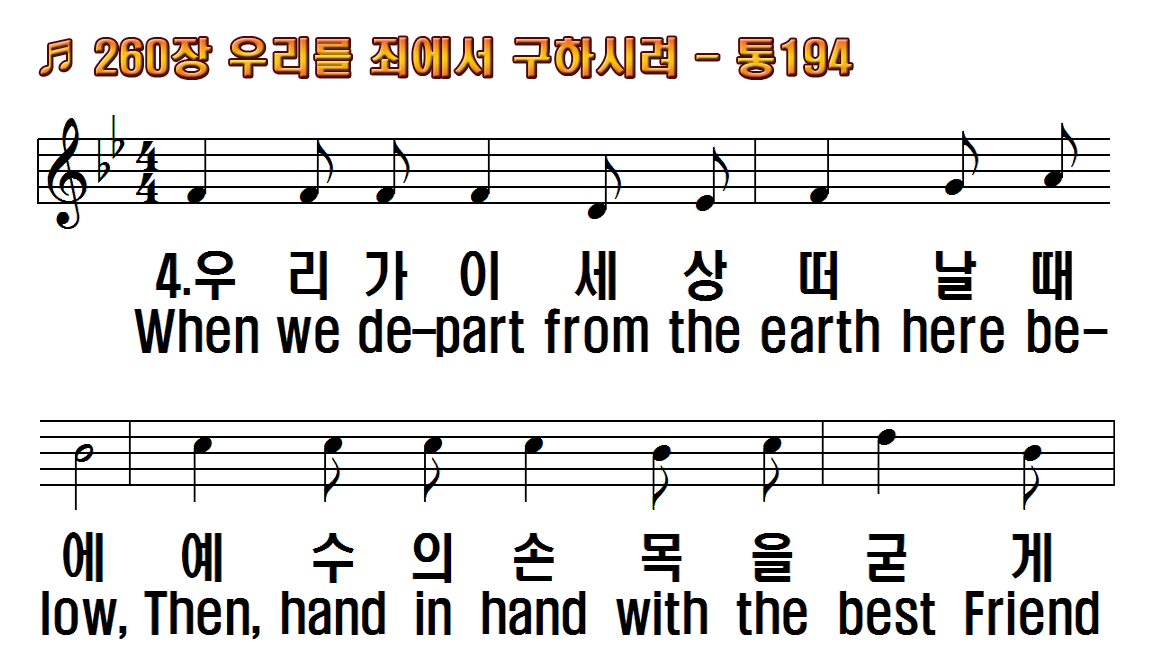 ♬ 260장 우리를 죄에서 구하시려 - 통194
4.우 리 가 이 세 상 떠 날 때
When we de-part from the earth here be-
에 예 수 의 손 목 을 굳 게
low, Then, hand in hand with the best Friend